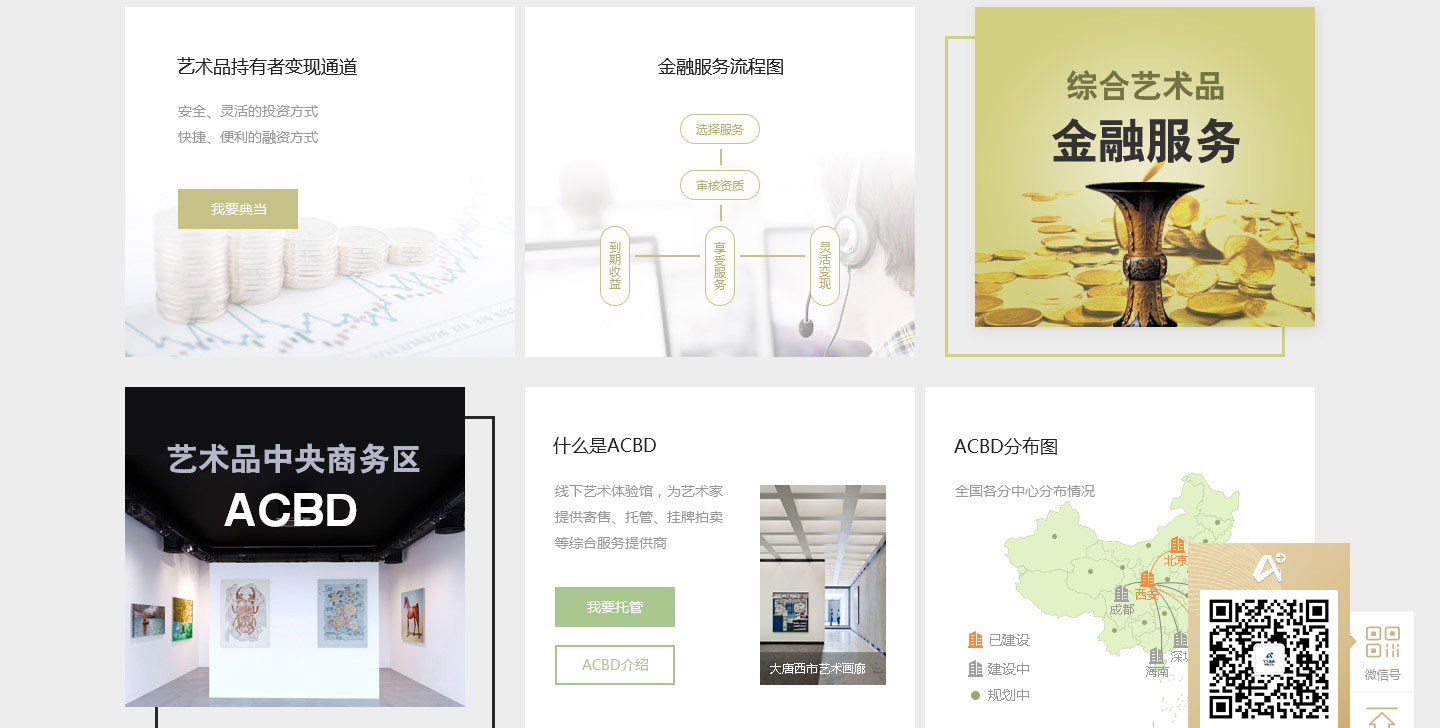 艺术品持有者变现通道
安全、灵活的投资方式
快捷、便利的融资方式
我要典当
金融服务流程图
选择服务
审核资质
到期收益
享受服务
灵活变现
综合艺术品
金融服务
艺术品中央商务区
ACBD
什么是ACBD
线下艺术体验馆，为艺术家
提供寄售、托管、挂牌拍卖
等综合服务提供商
我要托管
ACBD介绍
大唐西市艺术画廊
ACBD分布图
全国各分中心分布情况
北京
西安
成都
深圳
海南
已建设
建设中
规划中
A+
微信号